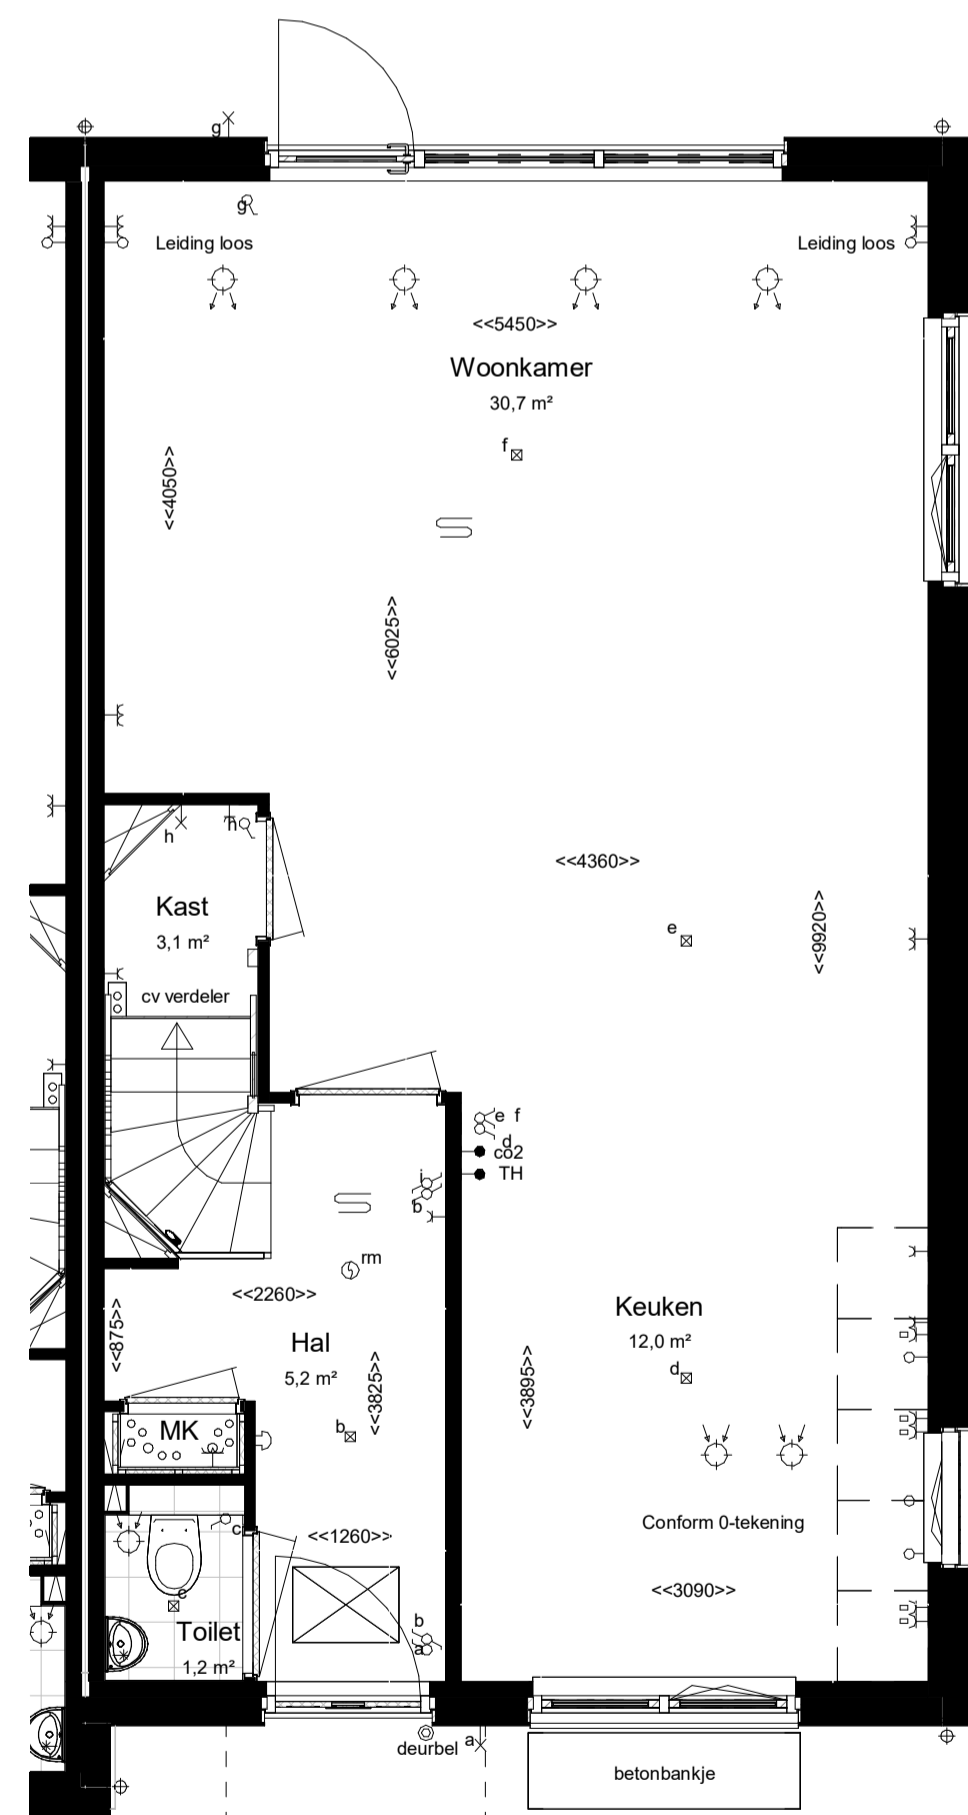 g
g
Leiding loos
Leiding loos
<<5450>>
Woonkamer
30,7 m²
f
<<4050>>
<<6025>>
h
h
<<4360>>
Kast
3,1 m²
e
<<9920>>
cv verdeler
e f
d
co2
TH
i
b
rm
<<2260>>
Keuken
<<875>>
Hal
12,0 m²
5,2 m²
d
<<3825>>
<<3895>>
MK
b
c
Conform 0-tekening
<<1260>>
<<3090>>
c
b
Toilet
a
1,2 m²
deurbel
a
betonbankje